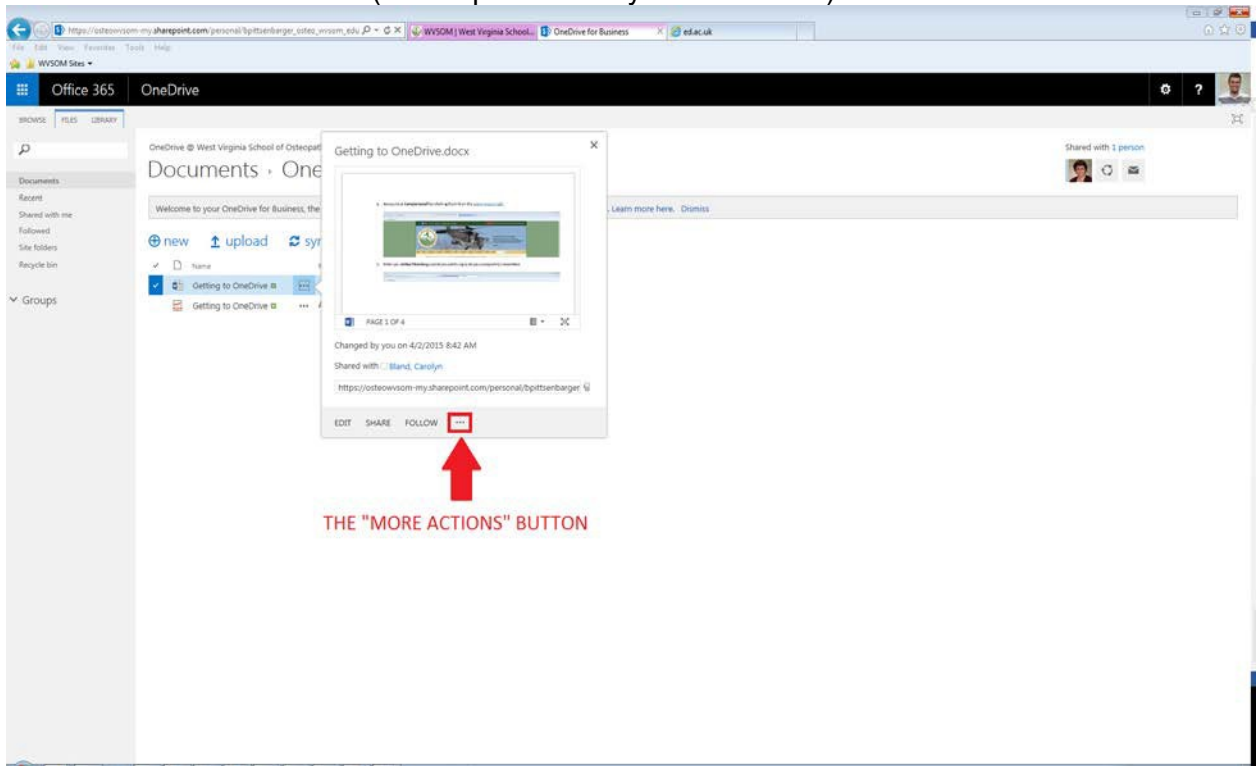 https://osteowvsom-my.sharepoint.com/personal/bpittsenbarger_osteo_wvsom_edu
WVSOM | West Virginia School...
OneDrive for Business
ed.ac.uk
File Edit View Favorites Tools Help
WVSOM Sites
Office 365
OneDrive
?
BROWSE FILES LIBRARY
OneDrive @ West Virginia School of Osteopat
Documents › One
Shared with 1 person
Documents
Recent
Shared with me
Followed
Site folders
Recycle bin
Groups
Welcome to your OneDrive for Business, the
. Learn more here. Dismiss
new upload syn
Name
Getting to OneDrive
Getting to OneDrive ...
Getting to OneDrive.docx
PAGE 1 OF 4
Changed by you on 4/2/2015 8:42 AM
Shared with Bland, Carolyn
https://osteowvsom-my.sharepoint.com/personal/bpittsenbarger
EDIT SHARE FOLLOW ...
THE "MORE ACTIONS" BUTTON